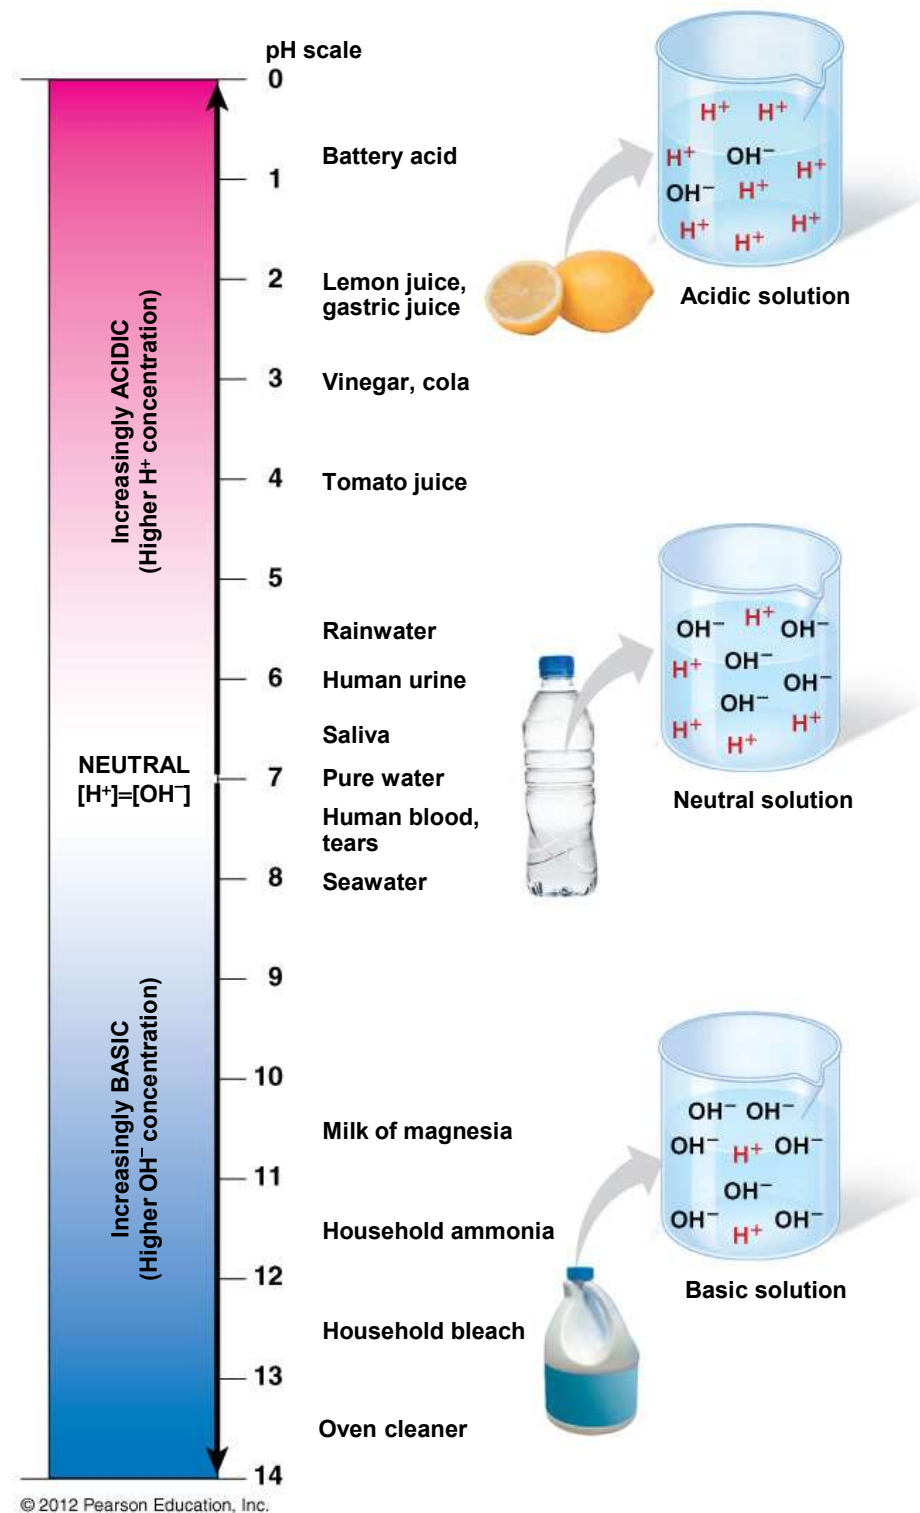 pH scale
0
Battery acid
1
2
Lemon juice,
gastric juice
3
Vinegar, cola
4
Tomato juice
5
Rainwater
6
Human urine
Saliva
7
Pure water
Human blood,
tears
8
Seawater
9
10
Milk of magnesia
11
Household ammonia
12
Household bleach
13
Oven cleaner
14
Increasingly ACIDIC
(Higher H⁺ concentration)
NEUTRAL
[H⁺]=[OH⁻]
Increasingly BASIC
(Higher OH⁻ concentration)
H⁺ H⁺
H⁺ OH⁻ H⁺
OH⁻ H⁺
H⁺ H⁺ H⁺
Acidic solution
OH⁻ H⁺ OH⁻
H⁺ OH⁻
OH⁻ OH⁻
H⁺ H⁺ H⁺
Neutral solution
OH⁻ OH⁻
OH⁻ H⁺ OH⁻
OH⁻
OH⁻ H⁺ OH⁻
Basic solution
© 2012 Pearson Education, Inc.